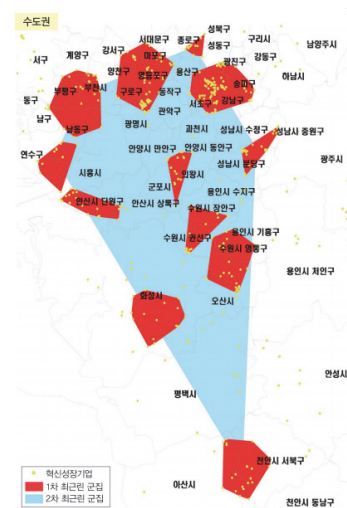 수도권
성북구
서대문구 종로구 구리시
계양구 강서구 마포구 성동구 남양주시
서구 광진구 강동구
양천구 영등포구 용산구 하남시
부평구 부천시 구로구 동작구 송파구
동구 서초구 강남구
남구 관악구
남동구 광명시 과천시 성남시 수정구 성남시 중원구
연수구 안양시 만안구 안양시 동안구
성남시 분당구 광주시
시흥시 의왕시
군포시 용인시 수지구
안산시 단원구 안산시 상록구 수원시 장안구
용인시 기흥구
수원시 권선구 수원시 영통구
용인시 처인구
화성시 오산시
안성시
평택시
천안시 서북구
아산시
천안시 동남구
혁신성장기업
1차 최근린 군집
2차 최근린 군집